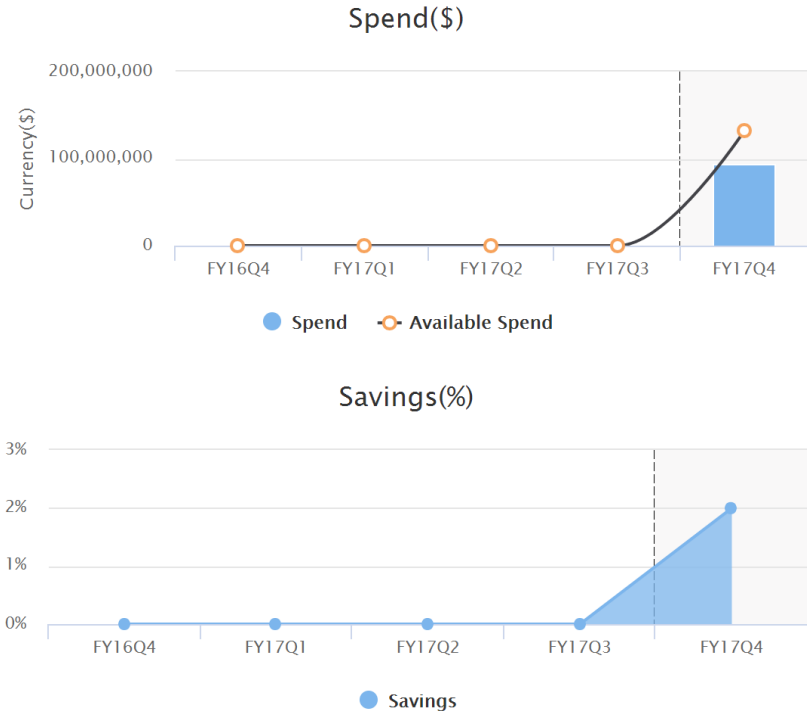 Spend($)
200,000,000
100,000,000
0
Currency($)
FY16Q4 FY17Q1 FY17Q2 FY17Q3 FY17Q4
Spend Available Spend
Savings(%)
3%
2%
1%
0%
FY16Q4 FY17Q1 FY17Q2 FY17Q3 FY17Q4
Savings